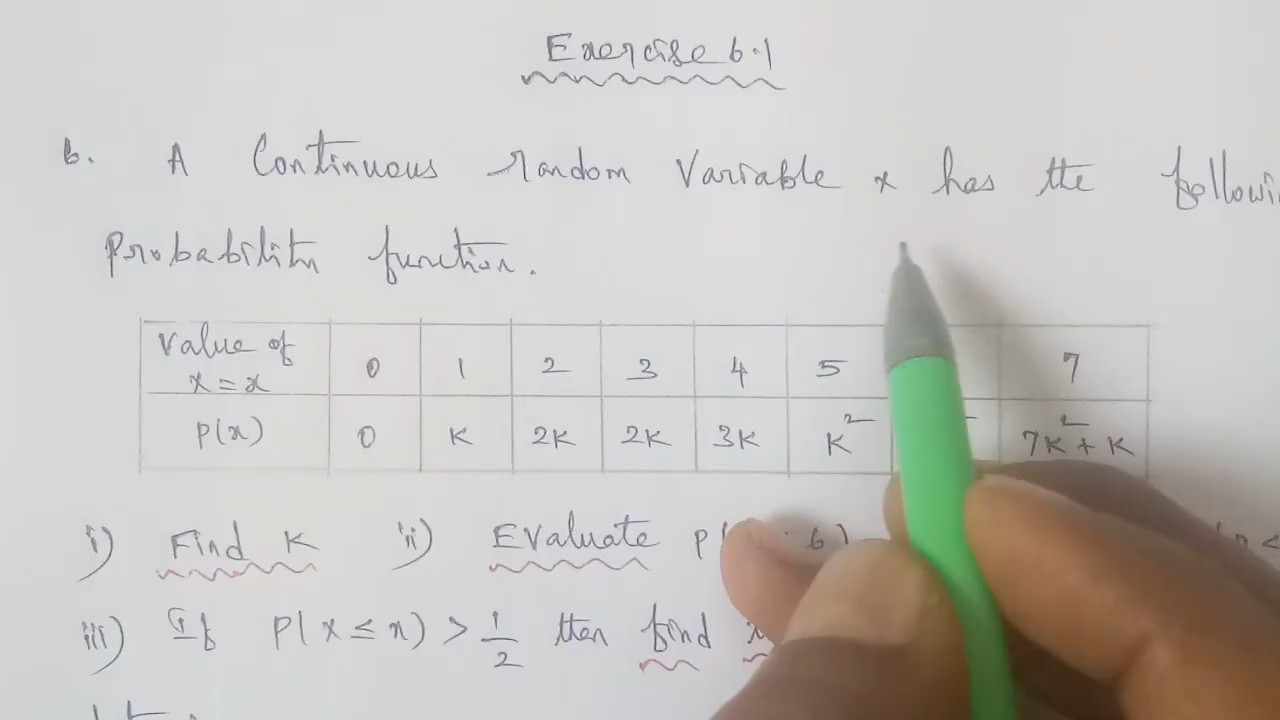 Exercise 6.1
6. A Continuous random Variable x has the
Probability function.
Value of x = x 0 1 2 3 4 5 7
P(x) 0 K 2K 2K 3K K² 7K² + K
i) Find K ii) Evaluate P( 6)
iii) If P(x ≤ x) > 1/2 then find